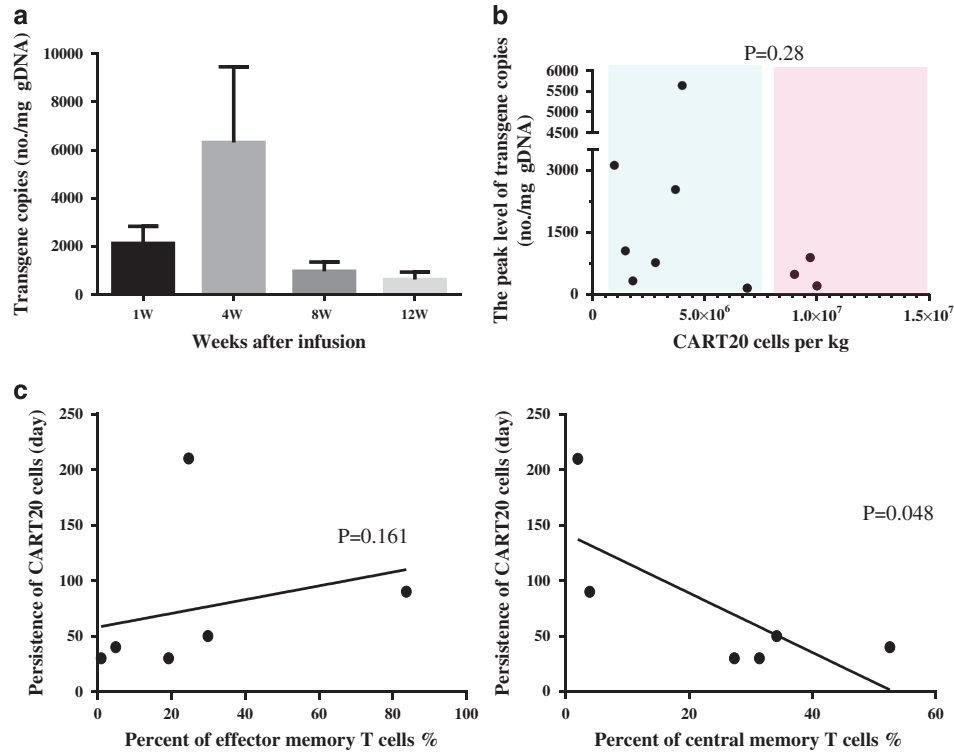 a
Transgene copies (no./mg gDNA)
10000
8000
6000
4000
2000
0
1W 4W 8W 12W
Weeks after infusion
b
P=0.28
The peak level of transgene copies
(no./mg gDNA)
6000
5500
5000
4500
3000
1500
0
0 5.0×10⁶ 1.0×10⁷ 1.5×10⁷
CART20 cells per kg
c
Persistence of CART20 cells (day)
250
200
150
100
50
0
P=0.161
0 20 40 60 80 100
Percent of effector memory T cells %
Persistence of CART20 cells (day)
250
200
150
100
50
0
P=0.048
0 20 40 60
Percent of central memory T cells %